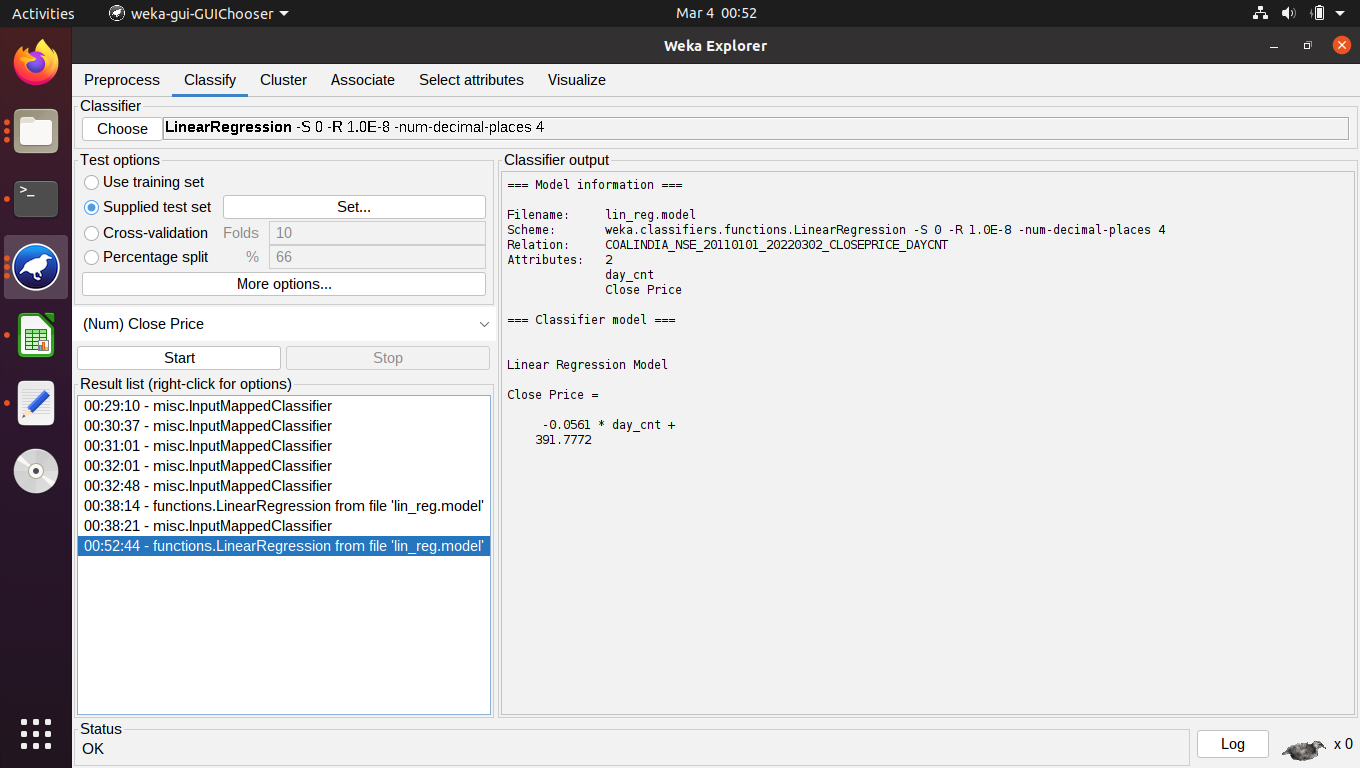 Activities
weka-gui-GUIChooser
Mar 4 00:52
Weka Explorer
Preprocess
Classify
Cluster
Associate
Select attributes
Visualize
Classifier
Choose
LinearRegression -S 0 -R 1.0E-8 -num-decimal-places 4
Test options
Use training set
Supplied test set
Set...
Cross-validation Folds 10
Percentage split % 66
More options...
(Num) Close Price
Start
Stop
Result list (right-click for options)
00:29:10 - misc.InputMappedClassifier
00:30:37 - misc.InputMappedClassifier
00:31:01 - misc.InputMappedClassifier
00:32:01 - misc.InputMappedClassifier
00:32:48 - misc.InputMappedClassifier
00:38:14 - functions.LinearRegression from file 'lin_reg.model'
00:38:21 - misc.InputMappedClassifier
00:52:44 - functions.LinearRegression from file 'lin_reg.model'
Classifier output
=== Model information ===
Filename: lin_reg.model
Scheme: weka.classifiers.functions.LinearRegression -S 0 -R 1.0E-8 -num-decimal-places 4
Relation: COALINDIA_NSE_20110101_20220302_CLOSEPRICE_DAYCNT
Attributes: 2
day_cnt
Close Price
=== Classifier model ===
Linear Regression Model
Close Price =
-0.0561 * day_cnt +
391.7772
Status
OK
Log
x 0